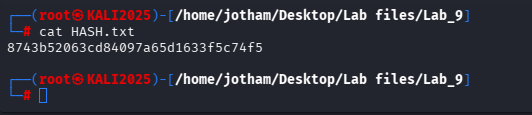 ┌──(root㉿KALI2025)-[/home/jotham/Desktop/Lab files/Lab_9]
└─# cat HASH.txt
8743b52063cd84097a65d1633f5c74f5
┌──(root㉿KALI2025)-[/home/jotham/Desktop/Lab files/Lab_9]
└─#